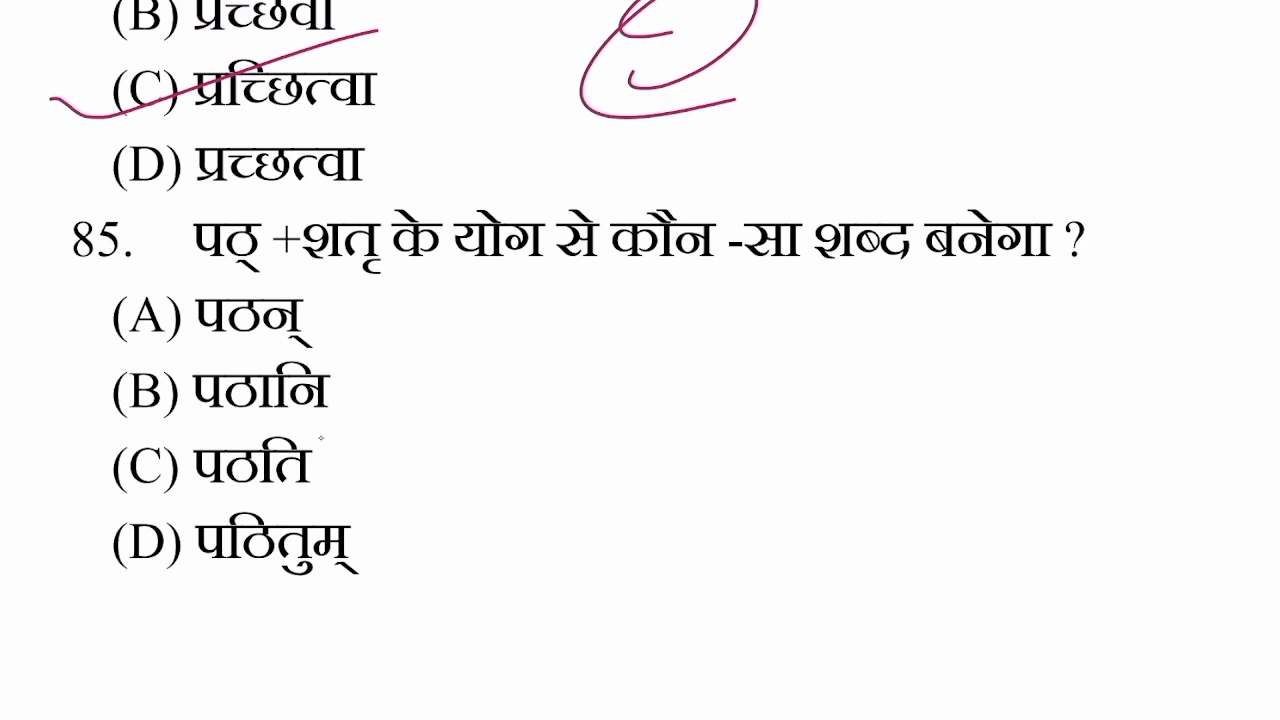 (B) प्रच्छवा
(C) प्रच्छित्वा
(D) प्रच्छत्वा
85. पठ् +शतृ के योग से कौन -सा शब्द बनेगा ?
(A) पठन्
(B) पठानि
(C) पठति
(D) पठितुम्